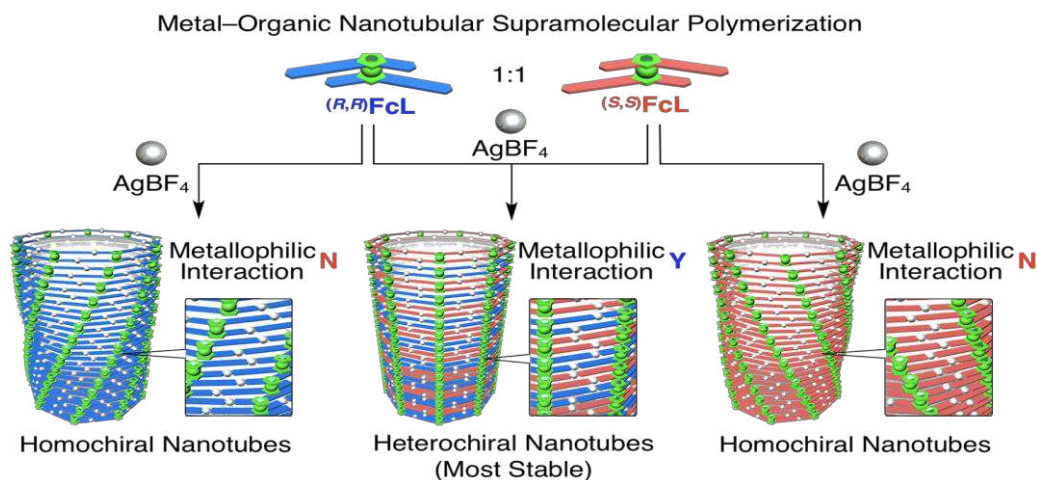 Metal–Organic Nanotubular Supramolecular Polymerization
(R,R)FcL
1:1
(S,S)FcL
AgBF4
AgBF4
AgBF4
Metallophilic
Interaction N
Metallophilic
Interaction Y
Metallophilic
Interaction N
Homochiral Nanotubes
Heterochiral Nanotubes
(Most Stable)
Homochiral Nanotubes